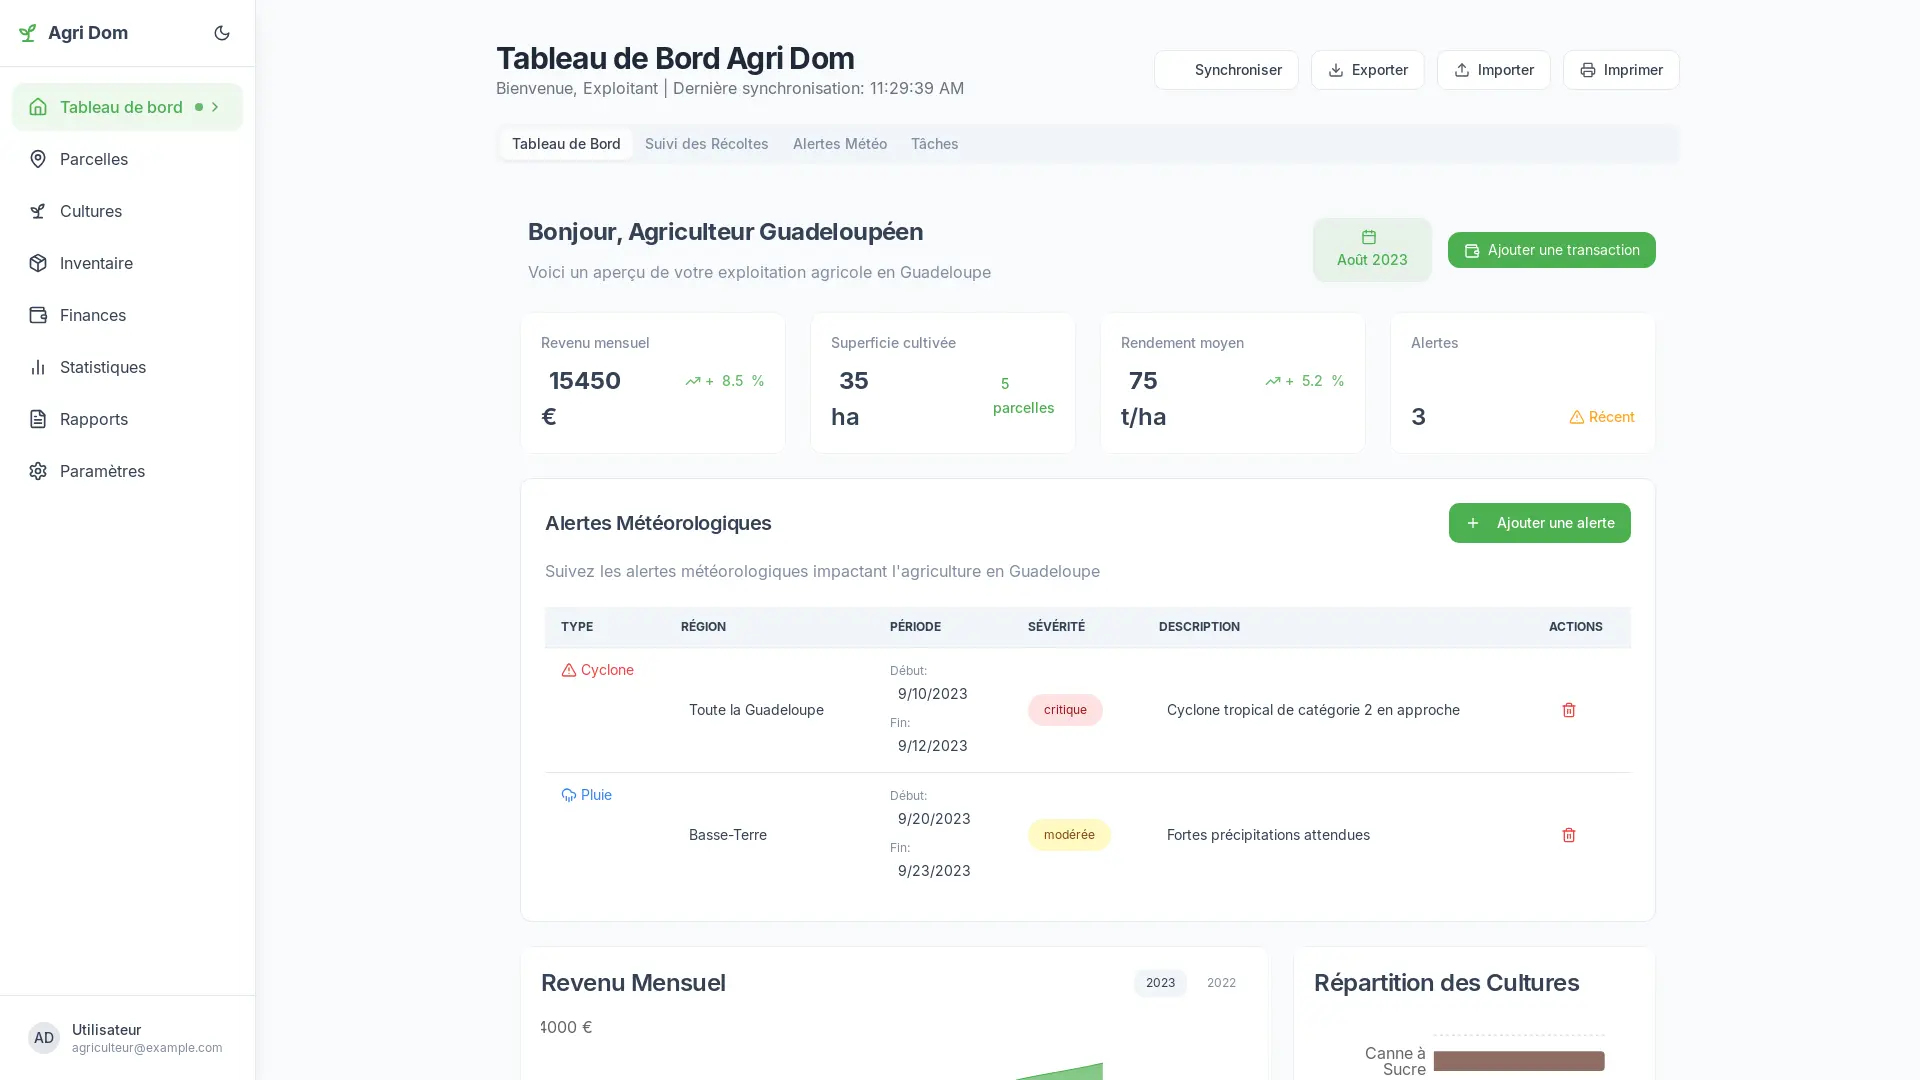 Agri Dom
Tableau de bord
Parcelles
Cultures
Inventaire
Finances
Statistiques
Rapports
Paramètres
AD
Utilisateur
agriculteur@example.com
Tableau de Bord Agri Dom
Bienvenue, Exploitant | Dernière synchronisation: 11:29:39 AM
Synchroniser
Exporter
Importer
Imprimer
Tableau de Bord
Suivi des Récoltes
Alertes Météo
Tâches
Bonjour, Agriculteur Guadeloupéen
Voici un aperçu de votre exploitation agricole en Guadeloupe
Août 2023
Ajouter une transaction
Revenu mensuel
15450
€
+ 8.5 %
Superficie cultivée
35
ha
5
parcelles
Rendement moyen
75
t/ha
+ 5.2 %
Alertes
3
Récent
Alertes Météorologiques
Ajouter une alerte
Suivez les alertes météorologiques impactant l'agriculture en Guadeloupe
TYPE RÉGION PÉRIODE SÉVÉRITÉ DESCRIPTION ACTIONS
Cyclone
Toute la Guadeloupe
Début:
9/10/2023
Fin:
9/12/2023
critique
Cyclone tropical de catégorie 2 en approche
Pluie
Basse-Terre
Début:
9/20/2023
Fin:
9/23/2023
modérée
Fortes précipitations attendues
Revenu Mensuel
2023
2022
4000 €
Répartition des Cultures
Canne à
Sucre